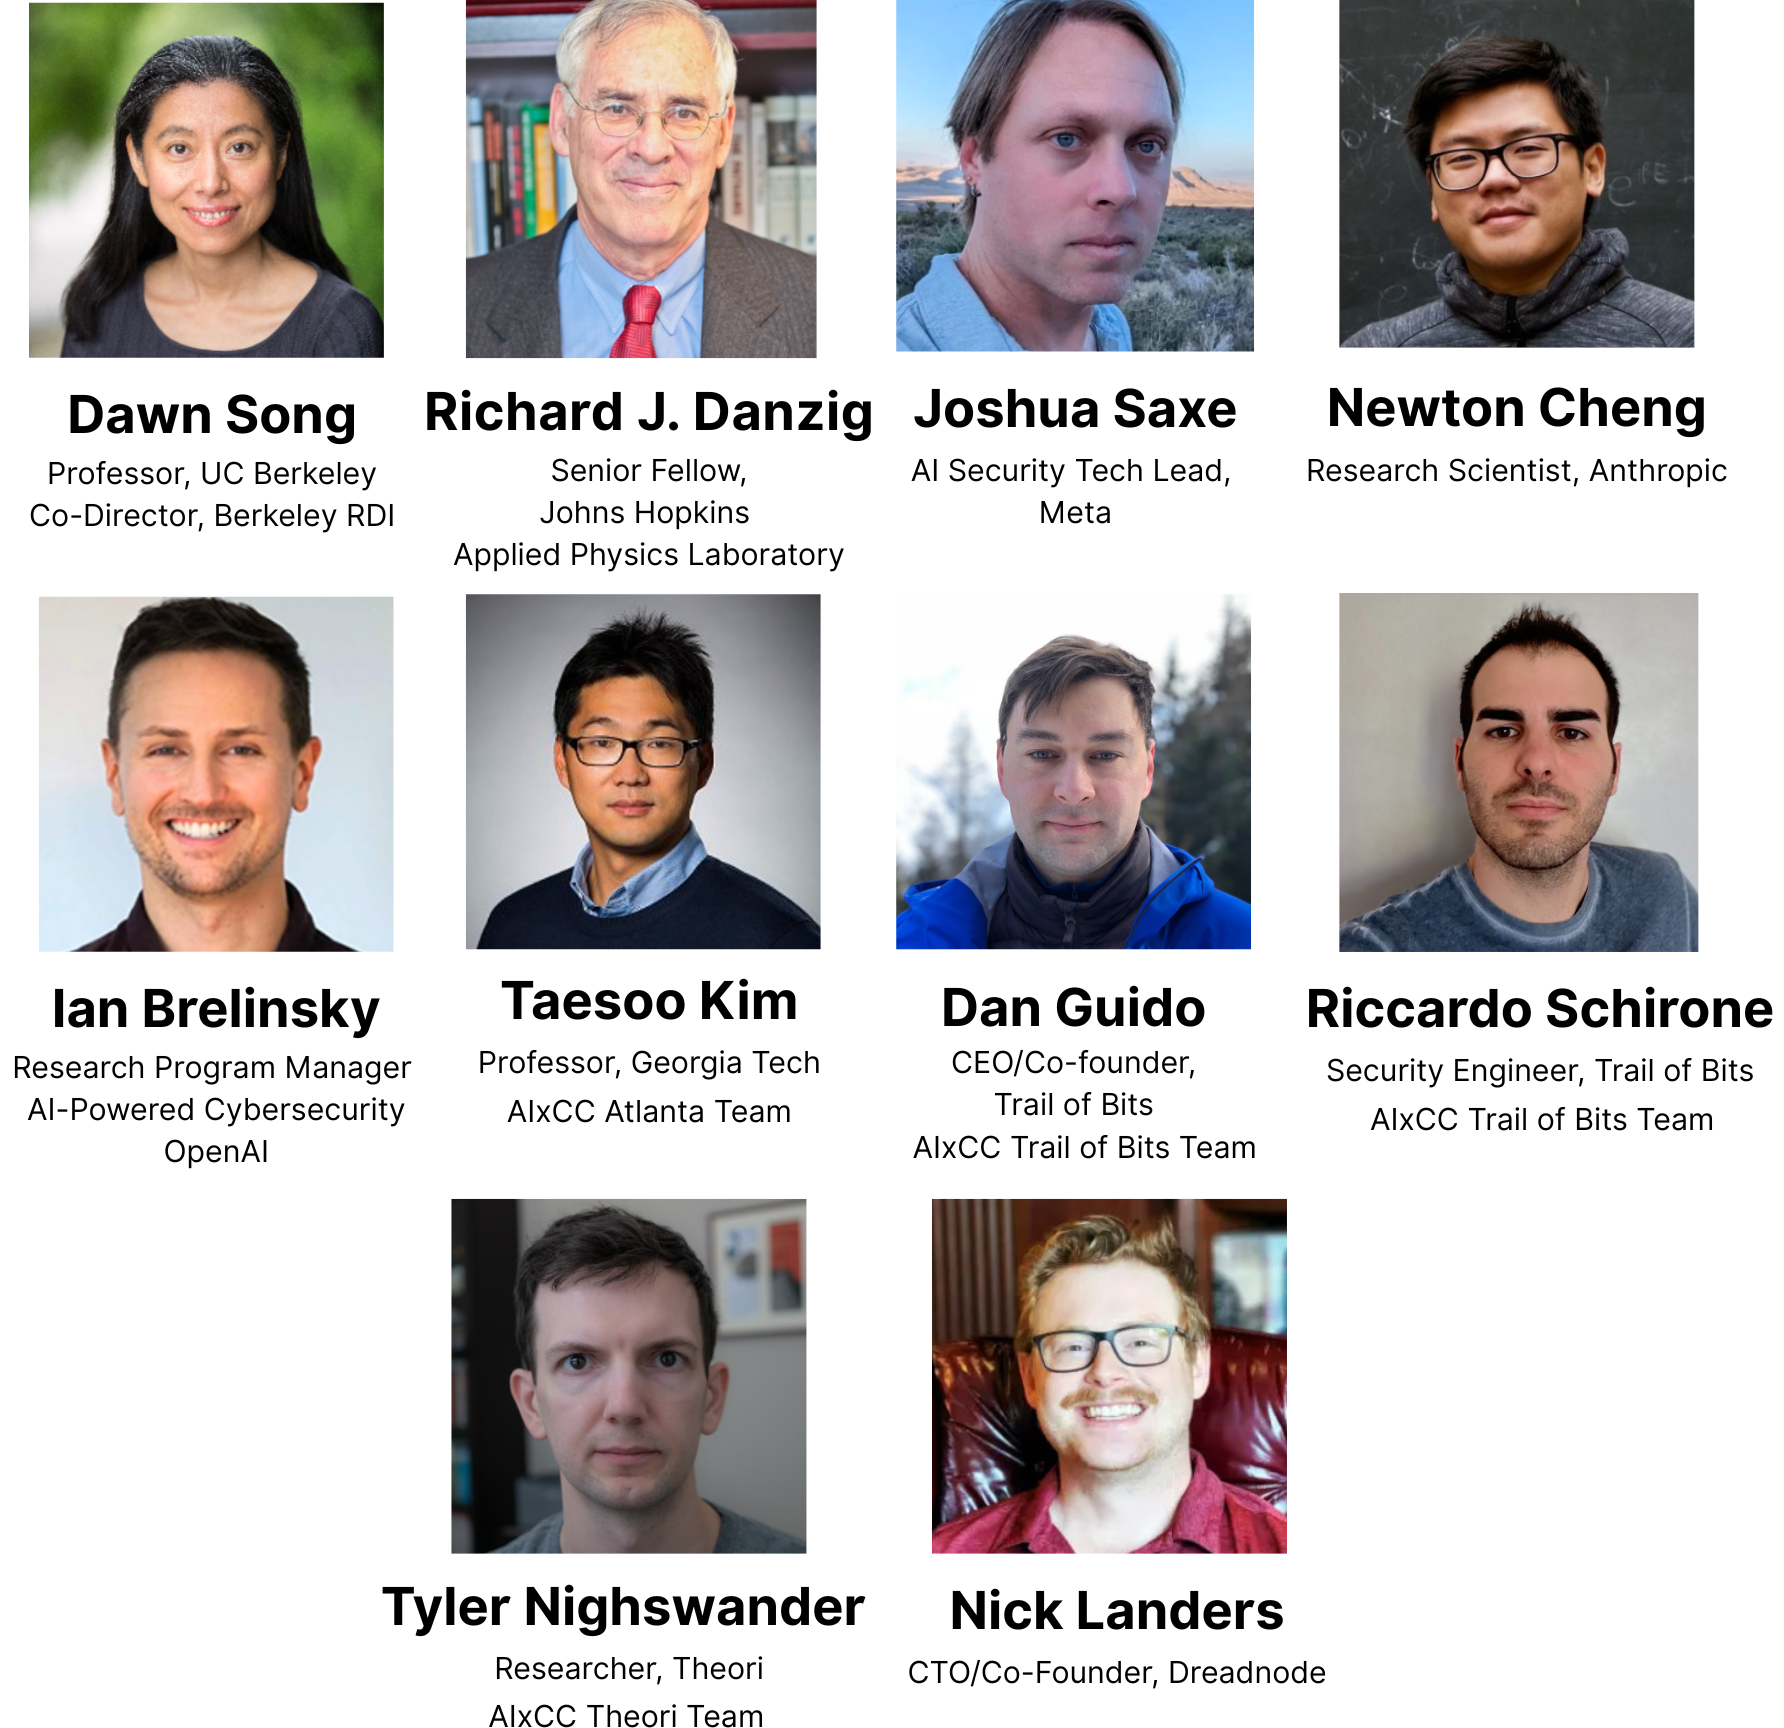 Dawn Song
Professor, UC Berkeley
Co-Director, Berkeley RDI
Richard J. Danzig
Senior Fellow,
Johns Hopkins
Applied Physics Laboratory
Joshua Saxe
AI Security Tech Lead,
Meta
Newton Cheng
Research Scientist, Anthropic
Ian Brelinsky
Research Program Manager
AI-Powered Cybersecurity
OpenAI
Taesoo Kim
Professor, Georgia Tech
AIxCC Atlanta Team
Dan Guido
CEO/Co-founder,
Trail of Bits
AIxCC Trail of Bits Team
Riccardo Schirone
Security Engineer, Trail of Bits
AIxCC Trail of Bits Team
Tyler Nighswander
Researcher, Theori
AIxCC Theori Team
Nick Landers
CTO/Co-Founder, Dreadnode